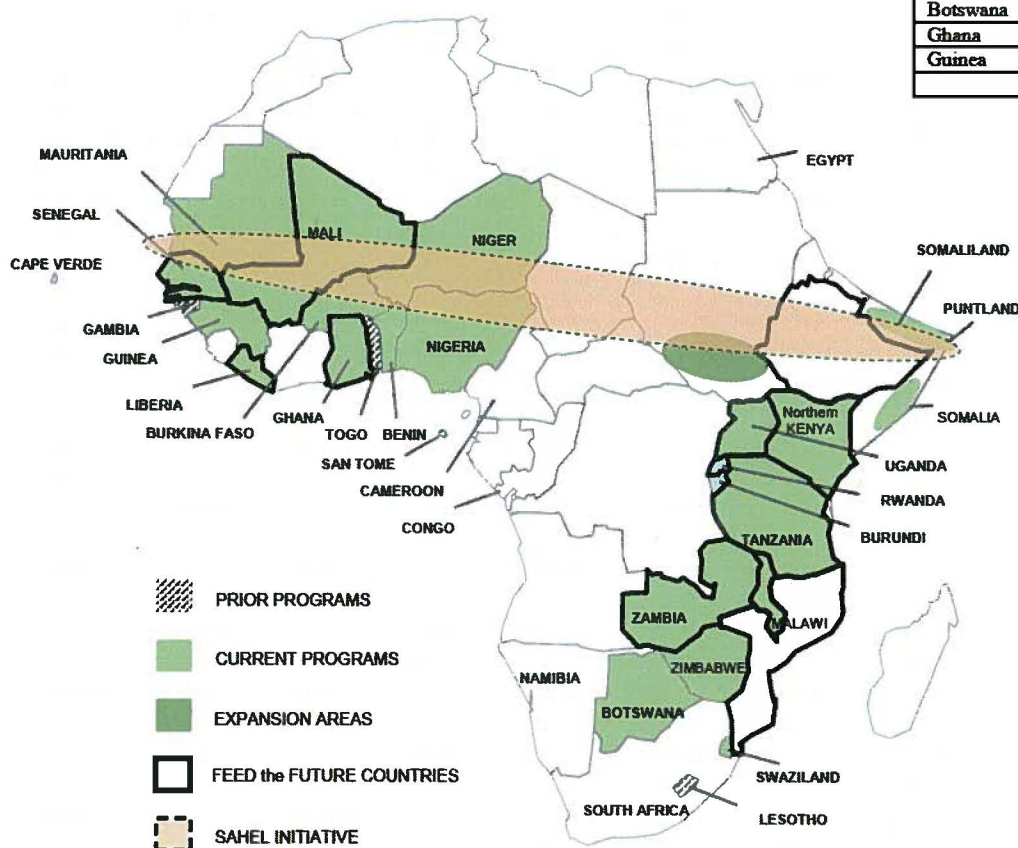 Botswana
Ghana
Guinea
MAURITANIA
EGYPT
SENEGAL
MALI
NIGER
SOMALILAND
CAPE VERDE
PUNTLAND
GAMBIA
GUINEA
NIGERIA
LIBERIA
GHANA
Northern
KENYA
SOMALIA
BURKINA FASO
TOGO
BENIN
SAN TOME
UGANDA
CAMEROON
RWANDA
CONGO
BURUNDI
TANZANIA
PRIOR PROGRAMS
ZAMBIA
MALAWI
CURRENT PROGRAMS
NAMIBIA
ZIMBABWE
EXPANSION AREAS
BOTSWANA
FEED the FUTURE COUNTRIES
SWAZILAND
SOUTH AFRICA
LESOTHO
SAHEL INITIATIVE